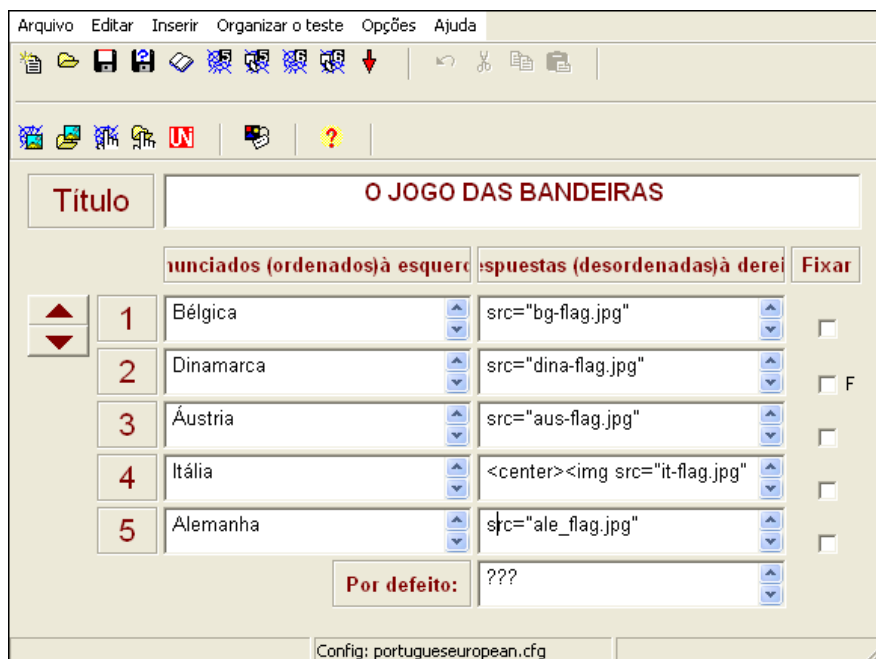 Arquivo Editar Inserir Organizar o teste Opções Ajuda
Título O JOGO DAS BANDEIRAS
nunciados (ordenados)à esquerd espuestas (desordenadas)à derei Fixar
1 Bélgica src="bg-flag.jpg"
2 Dinamarca src="dina-flag.jpg" F
3 Áustria src="aus-flag.jpg"
4 Itália <center><img src="it-flag.jpg"
5 Alemanha src="ale_flag.jpg"
Por defeito: ???
Config: portugueseuropean.cfg